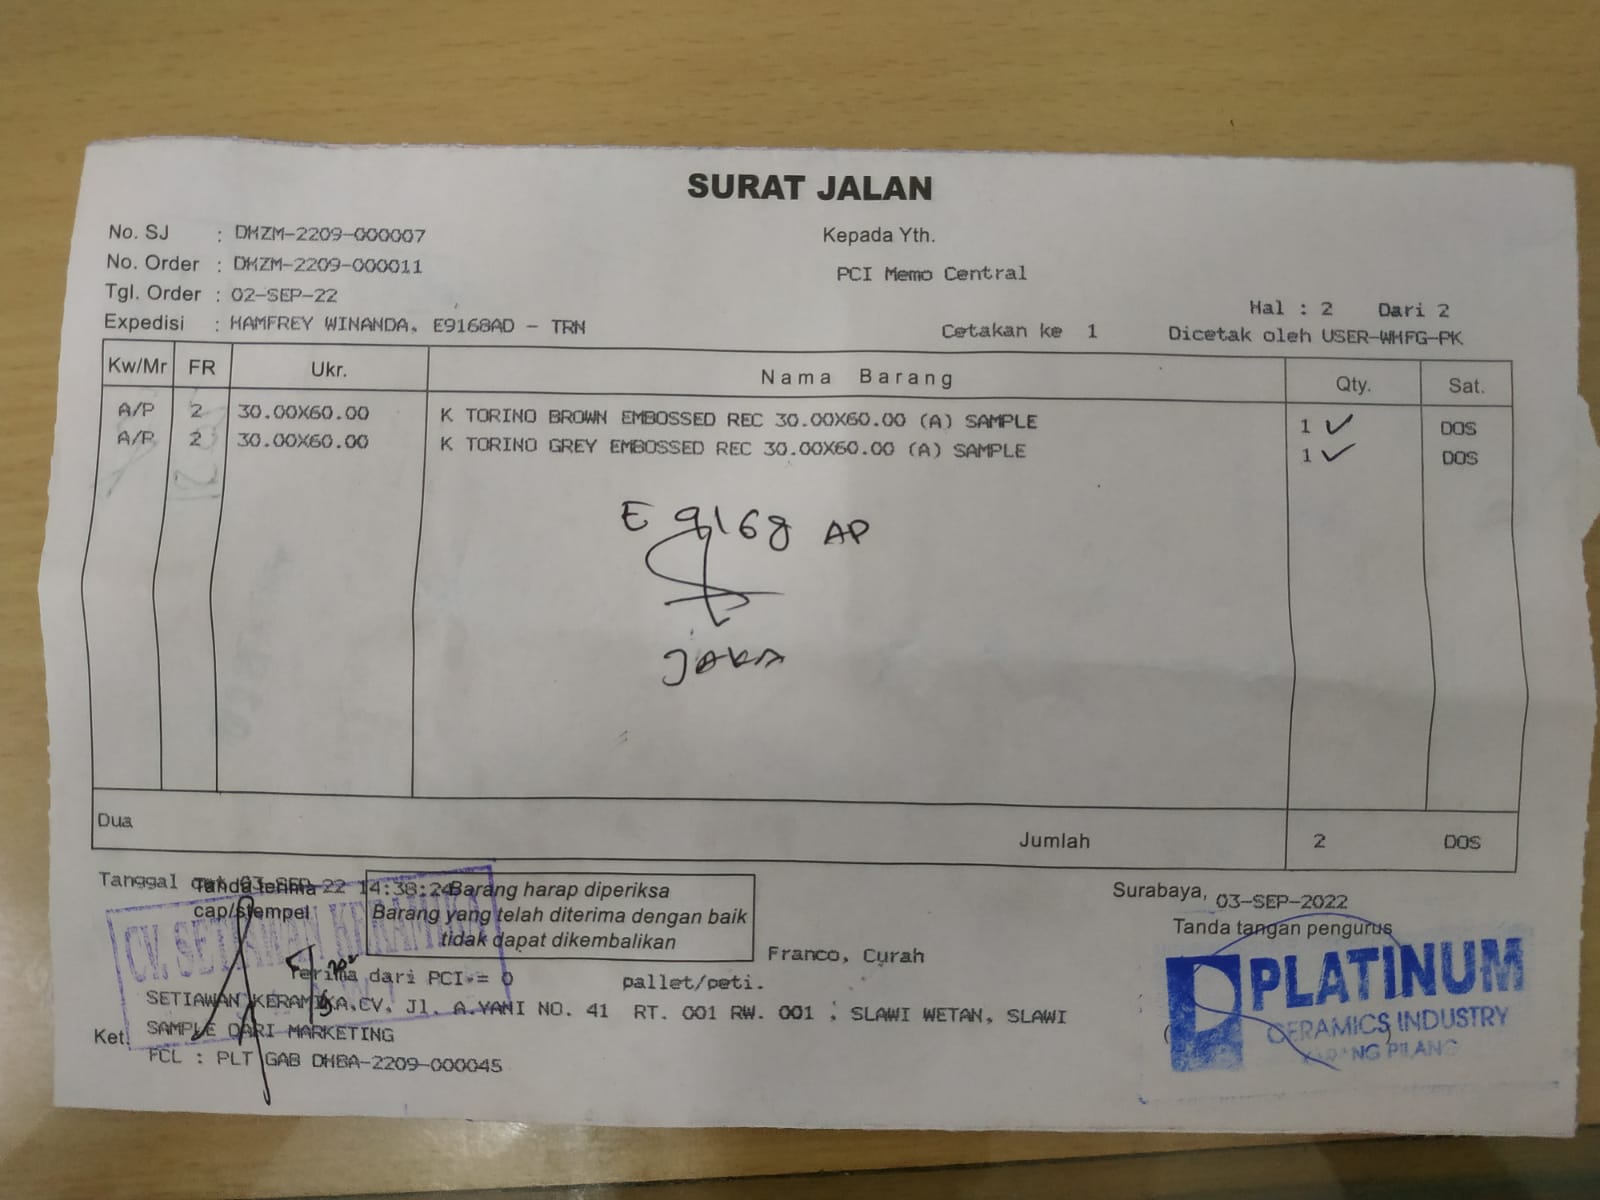 SURAT JALAN
No. SJ : DHZM-2209-000007
Kepada Yth.
No. Order : DHZM-2209-000011
PCI Memo Central
Tgl. Order : 02-SEP-22
Hal : 2 Dari 2
Expedisi : HAMFREY WINANDA, E9168AD - TRN
Cetakan ke 1
Dicetak oleh USER-WHFG-PK
Kw/Mr FR Ukr. Nama Barang Qty. Sat.
A/P 2 30.00X60.00 K TORINO BROWN EMBOSSED REC 30.00X60.00 (A) SAMPLE 1 ✓ DOS
A/P 2 30.00X60.00 K TORINO GREY EMBOSSED REC 30.00X60.00 (A) SAMPLE 1 ✓ DOS
E 9168 AP
JAKA
Dua Jumlah 2 DOS
Tanggal 03-SEP-22 14:38:24
Tanda terima
cap/stempel
Barang harap diperiksa
Barang yang telah diterima dengan baik
tidak dapat dikembalikan
Surabaya, 03-SEP-2022
Tanda tangan pengurus
CV. SETIAWAN KERAMIKA
Franco, Curah
Terima dari PCI = 0 pallet/peti.
SETIAWAN KERAMIKA,CV, Jl. A.YANI NO. 41 RT. 001 RW. 001 ; SLAWI WETAN, SLAWI
Ket. SAMPLE DARI MARKETING
FCL : PLT GAB DHBA-2209-000045
PLATINUM
CERAMICS INDUSTRY
KARANG PILANG